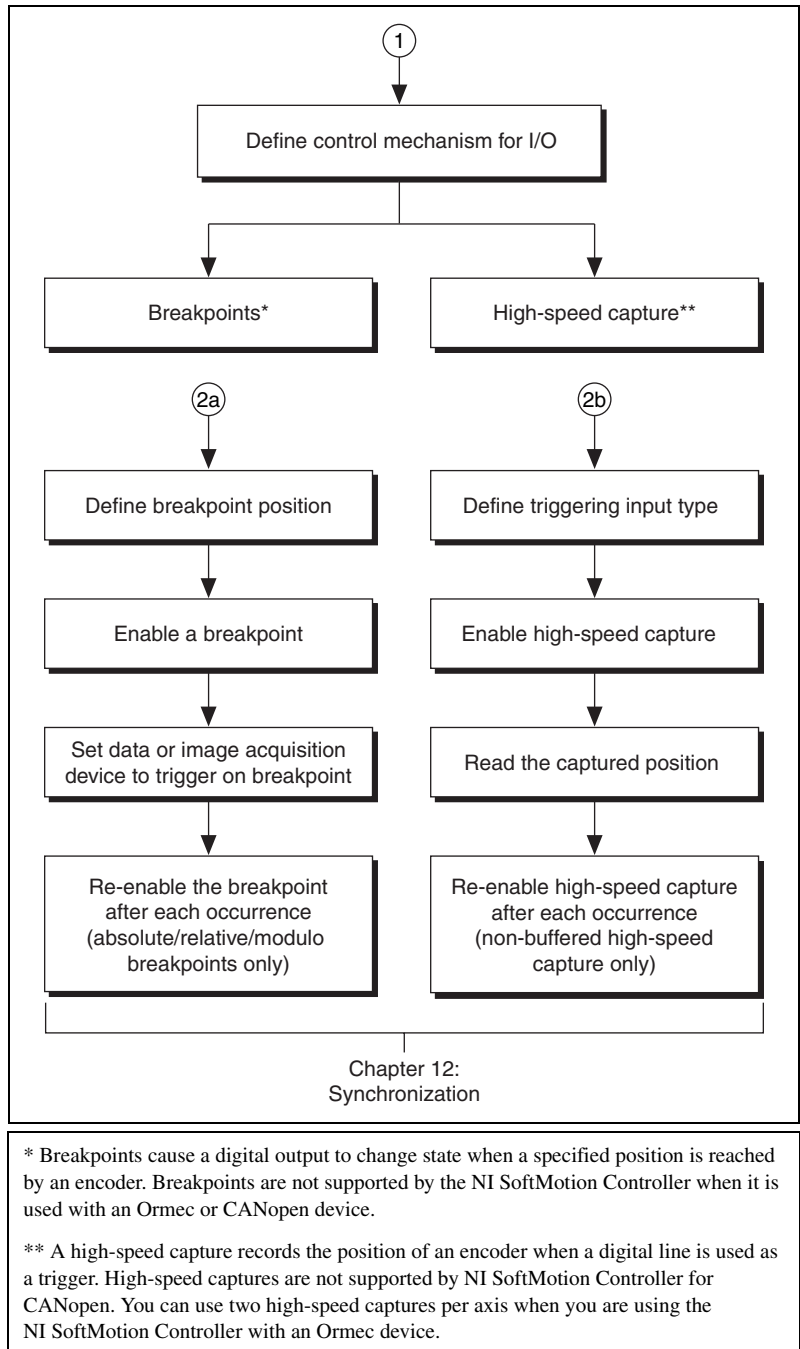 1
Define control mechanism for I/O
Breakpoints*
High-speed capture**
2a
Define breakpoint position
Enable a breakpoint
Set data or image acquisition
device to trigger on breakpoint
Re-enable the breakpoint
after each occurrence
(absolute/relative/modulo
breakpoints only)
2b
Define triggering input type
Enable high-speed capture
Read the captured position
Re-enable high-speed capture
after each occurrence
(non-buffered high-speed
capture only)
Chapter 12:
Synchronization
* Breakpoints cause a digital output to change state when a specified position is reached
by an encoder. Breakpoints are not supported by the NI SoftMotion Controller when it is
used with an Ormec or CANopen device.
** A high-speed capture records the position of an encoder when a digital line is used as
a trigger. High-speed captures are not supported by NI SoftMotion Controller for
CANopen. You can use two high-speed captures per axis when you are using the
NI SoftMotion Controller with an Ormec device.